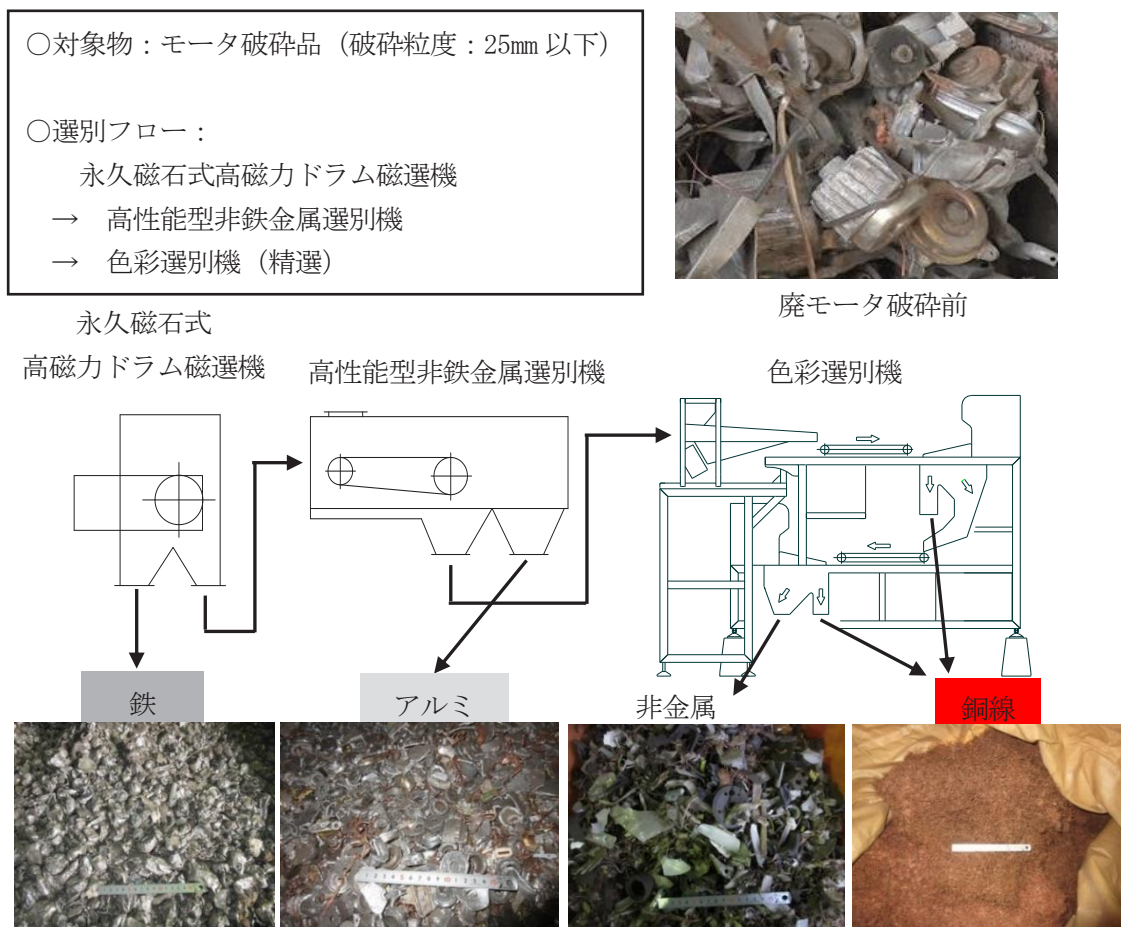 ○対象物：モータ破砕品（破砕粒度：25mm 以下）
○選別フロー：
永久磁石式高磁力ドラム磁選機
→ 高性能型非鉄金属選別機
→ 色彩選別機（精選）
廃モータ破砕前
永久磁石式
高磁力ドラム磁選機
高性能型非鉄金属選別機
色彩選別機
鉄
アルミ
非金属
銅線